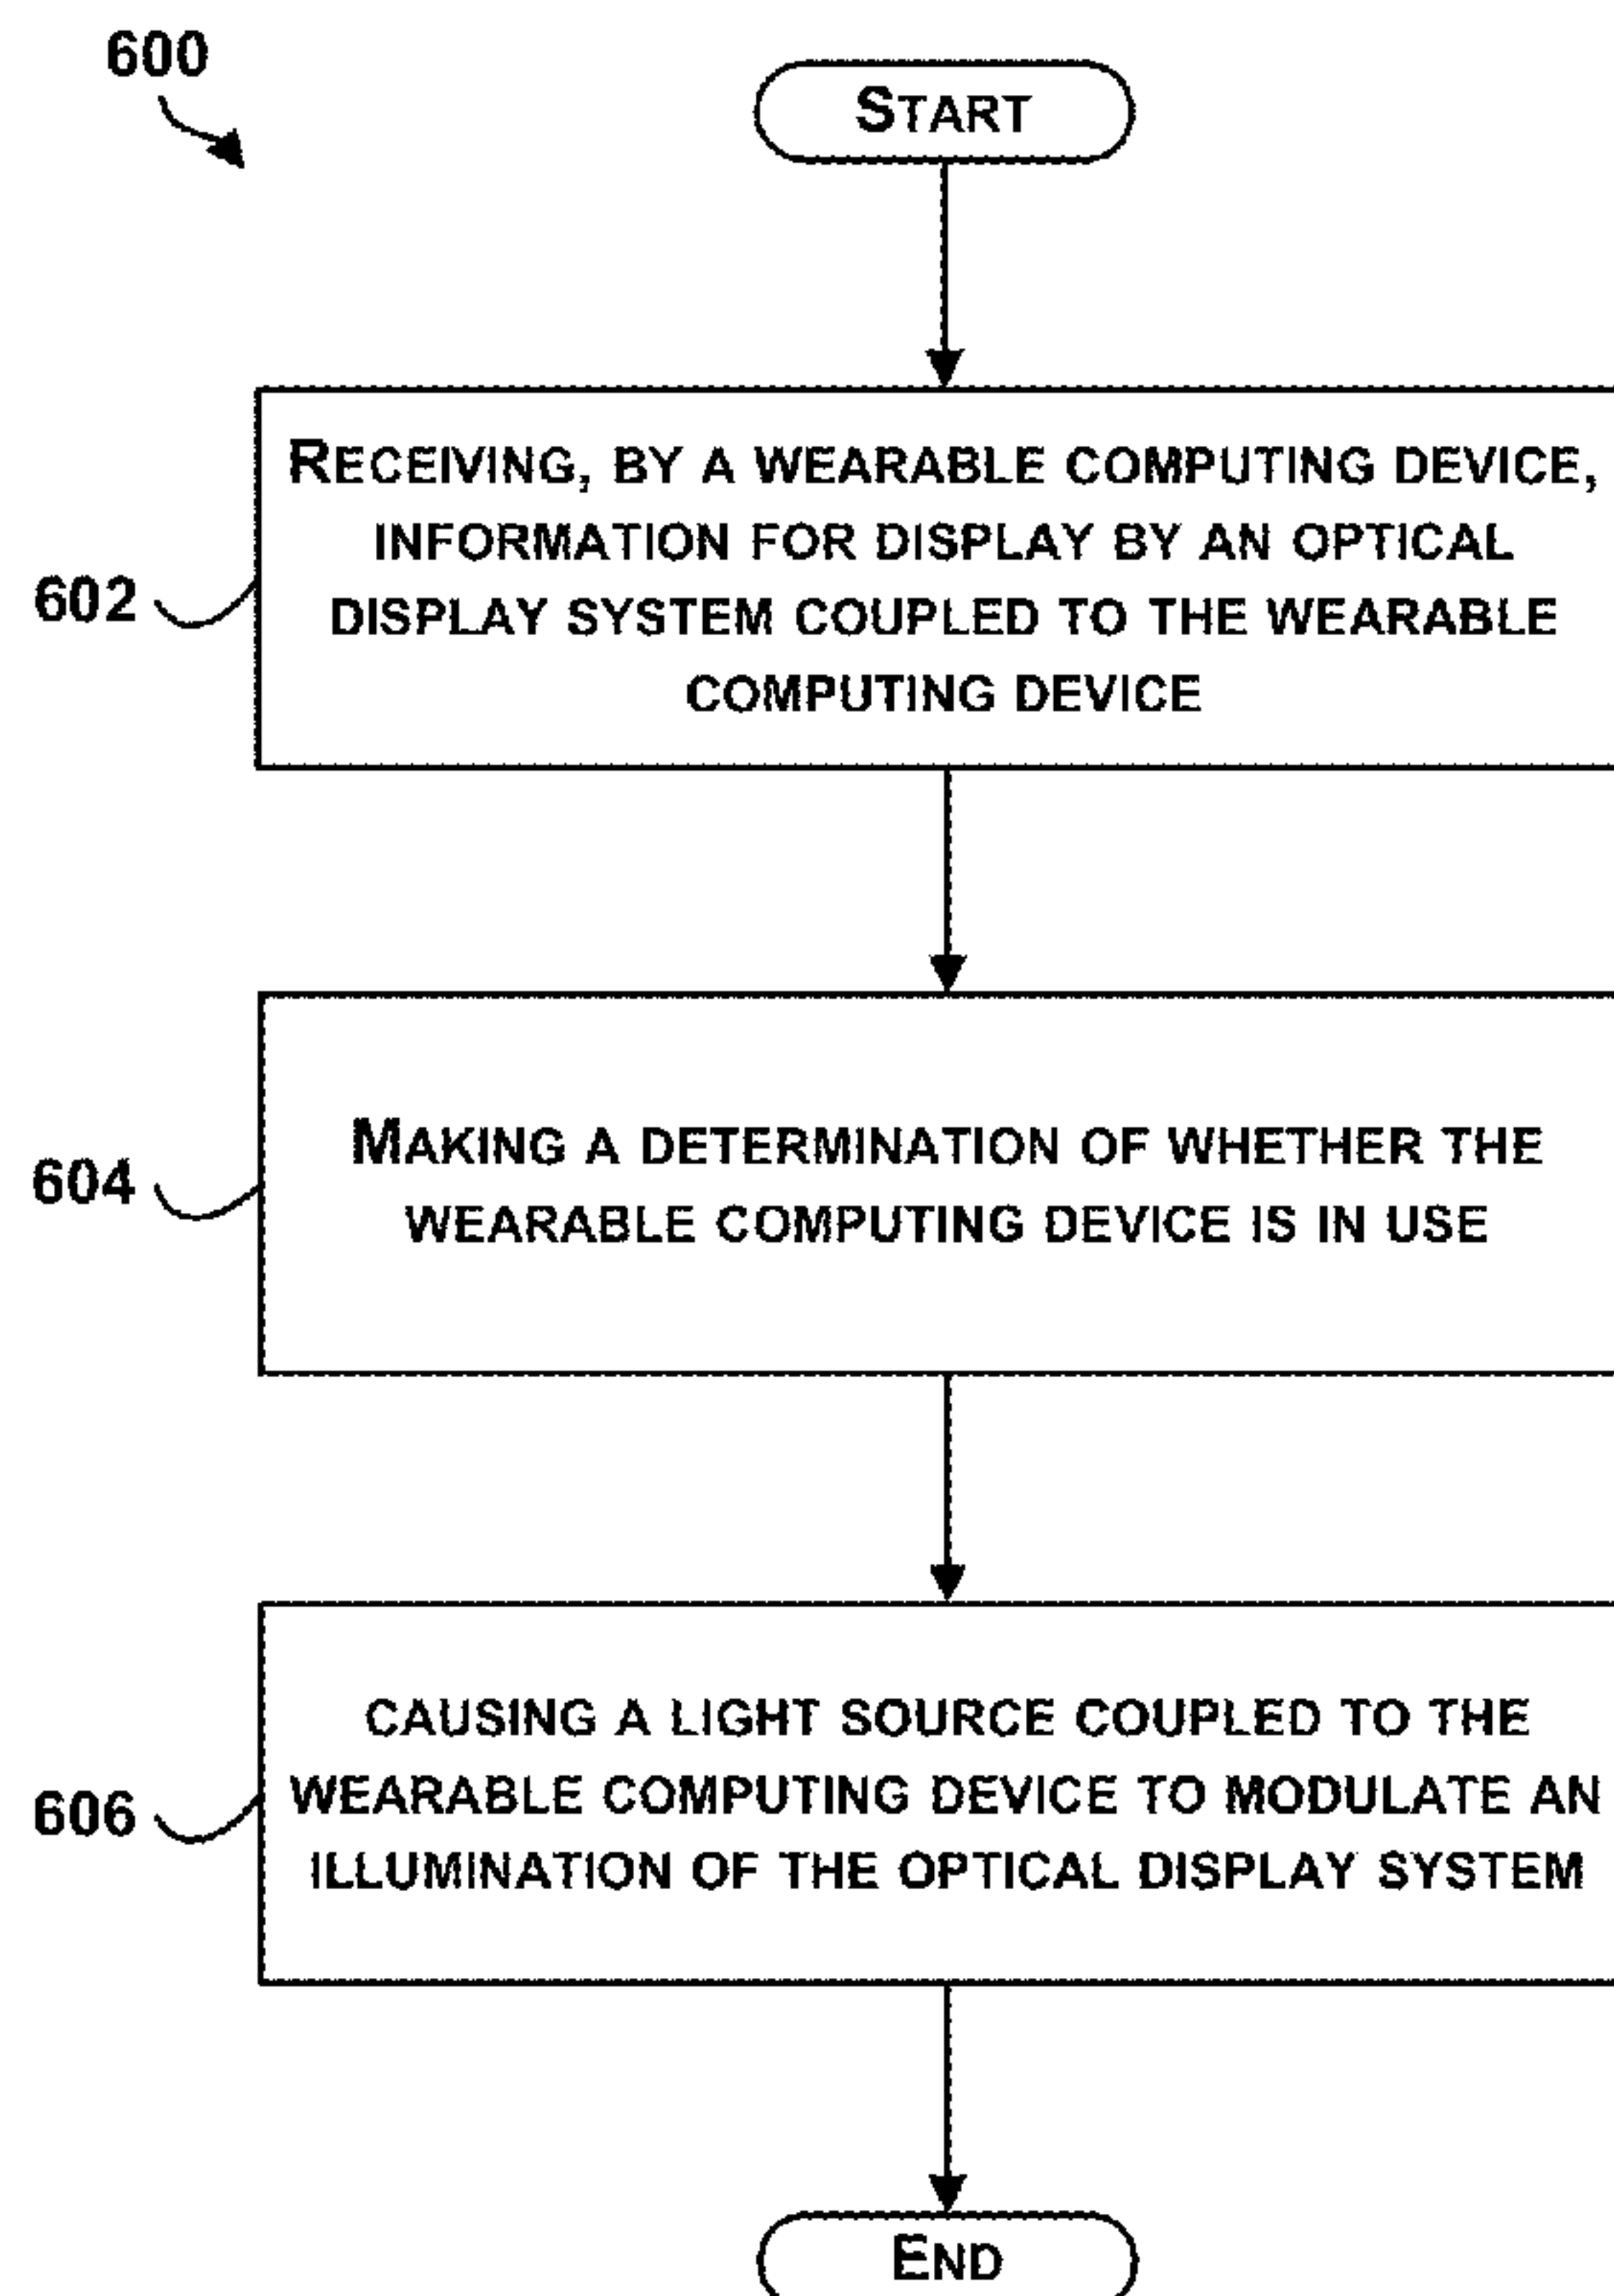 600
START
RECEIVING, BY A WEARABLE COMPUTING DEVICE,
INFORMATION FOR DISPLAY BY AN OPTICAL
DISPLAY SYSTEM COUPLED TO THE WEARABLE
COMPUTING DEVICE
602
MAKING A DETERMINATION OF WHETHER THE
WEARABLE COMPUTING DEVICE IS IN USE
604
CAUSING A LIGHT SOURCE COUPLED TO THE
WEARABLE COMPUTING DEVICE TO MODULATE AN
ILLUMINATION OF THE OPTICAL DISPLAY SYSTEM
606
END